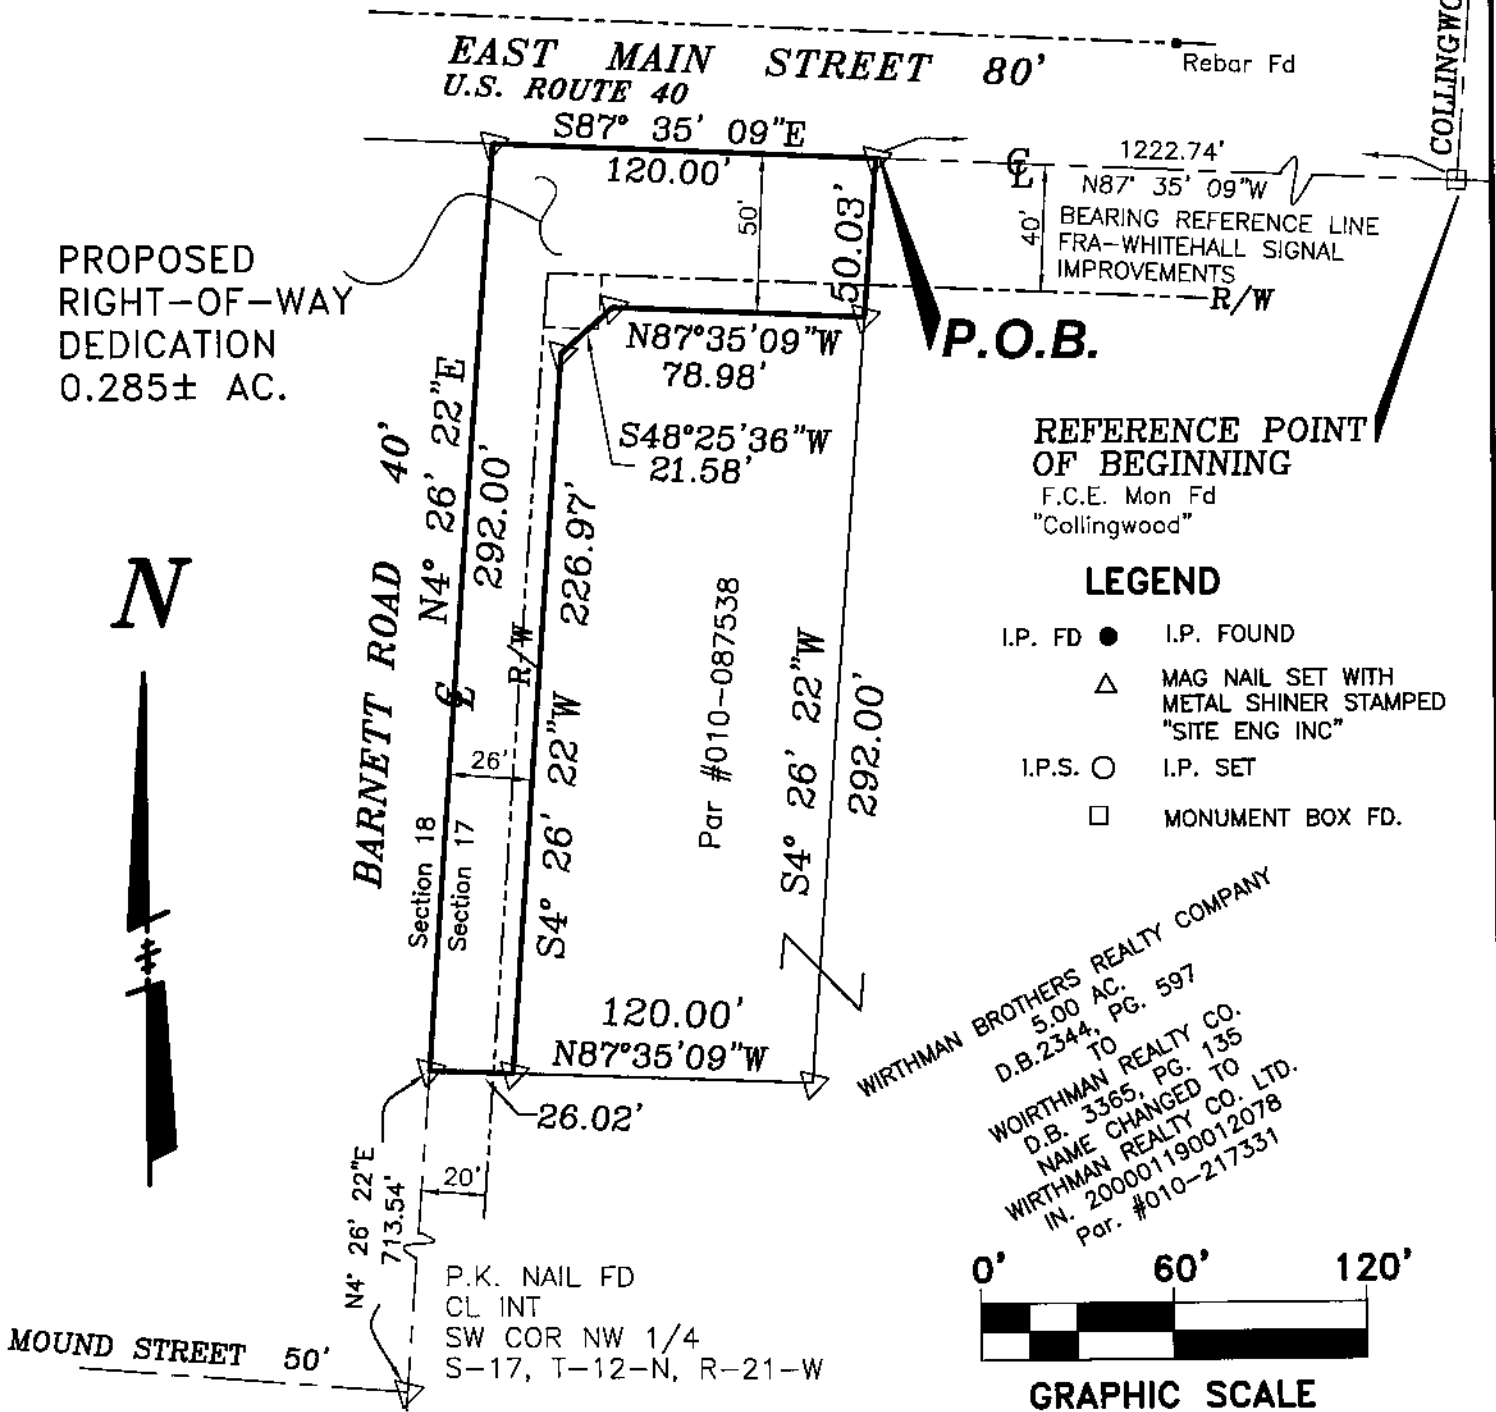 EAST MAIN STREET 80'
U.S. ROUTE 40
Rebar Fd
S87° 35' 09"E
120.00'
50'
50.03'
℄
1222.74'
N87° 35' 09"W
40'
BEARING REFERENCE LINE
FRA-WHITEHALL SIGNAL
IMPROVEMENTS
R/W
P.O.B.
PROPOSED
RIGHT-OF-WAY
DEDICATION
0.285± AC.
N87°35'09"W
78.98'
S48°25'36"W
21.58'
REFERENCE POINT
OF BEGINNING
F.C.E. Mon Fd
"Collingwood"
N
BARNETT ROAD 40'
N4° 26' 22"E
292.00'
℄
R/W
226.97'
S4° 26' 22"W
26'
Section 18
Section 17
Par #010-087538
S4° 26' 22"W
292.00'
LEGEND
I.P. FD I.P. FOUND
MAG NAIL SET WITH
METAL SHINER STAMPED
"SITE ENG INC"
I.P.S. I.P. SET
MONUMENT BOX FD.
WIRTHMAN BROTHERS REALTY COMPANY
5.00 AC.
D.B.2344, PG. 597
TO
WOIRTHMAN REALTY CO.
D.B. 3365, PG. 135
NAME CHANGED TO
WIRTHMAN REALTY CO. LTD.
IN. 200001190012078
Par. #010-217331
120.00'
N87°35'09"W
26.02'
20'
N4° 26' 22"E
713.54'
P.K. NAIL FD
CL INT
SW COR NW 1/4
S-17, T-12-N, R-21-W
MOUND STREET 50'
0' 60' 120'
GRAPHIC SCALE